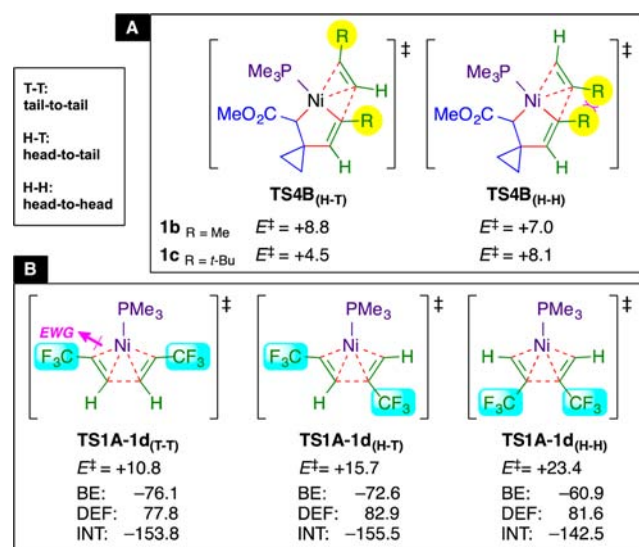 A
T-T:
tail-to-tail
H-T:
head-to-tail
H-H:
head-to-head
R
Me3P
H
Ni
R
MeO2C
H
‡
TS4B(H-T)
H
Me3P
R
Ni
R
MeO2C
H
‡
TS4B(H-H)
1b R = Me E‡ = +8.8 E‡ = +7.0
1c R = t-Bu E‡ = +4.5 E‡ = +8.1
B
PMe3
EWG
Ni
F3C CF3
H H
‡
TS1A-1d(T-T)
E‡ = +10.8
BE: −76.1
DEF: 77.8
INT: −153.8
PMe3
Ni
F3C H
H CF3
‡
TS1A-1d(H-T)
E‡= +15.7
BE: −72.6
DEF: 82.9
INT: −155.5
PMe3
Ni
H H
F3C CF3
‡
TS1A-1d(H-H)
E‡= +23.4
BE: −60.9
DEF: 81.6
INT: −142.5